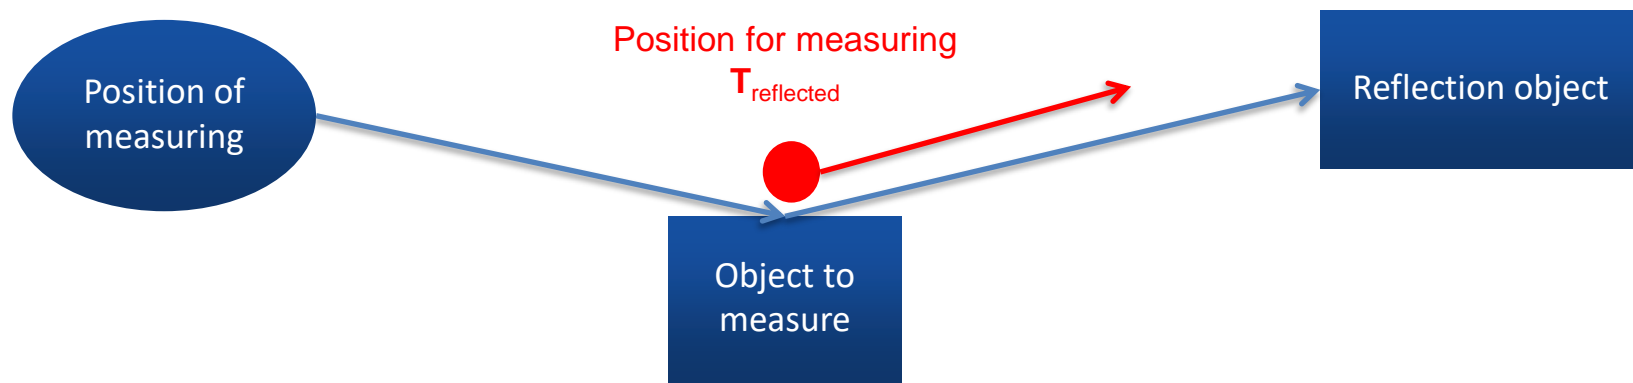 Position of
measuring
Position for measuring
Treflected
Reflection object
Object to
measure